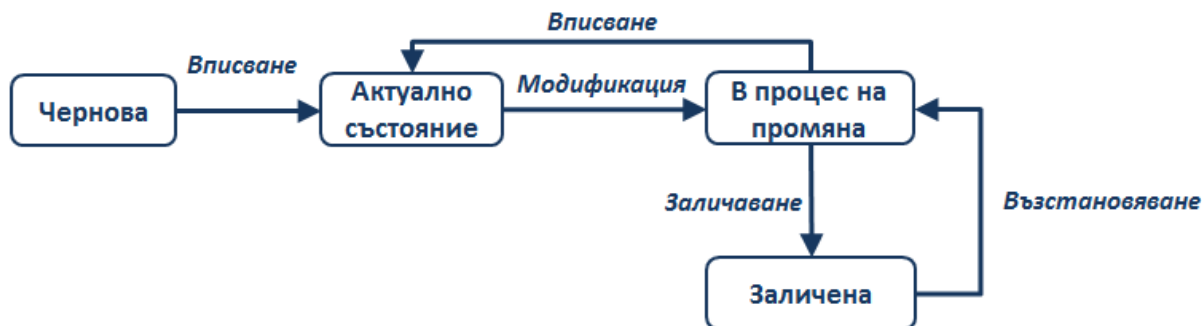 Вписване
Вписване
Чернова
Актуално
състояние
Модификация
В процес на
промяна
Заличаване
Възстановяване
Заличена